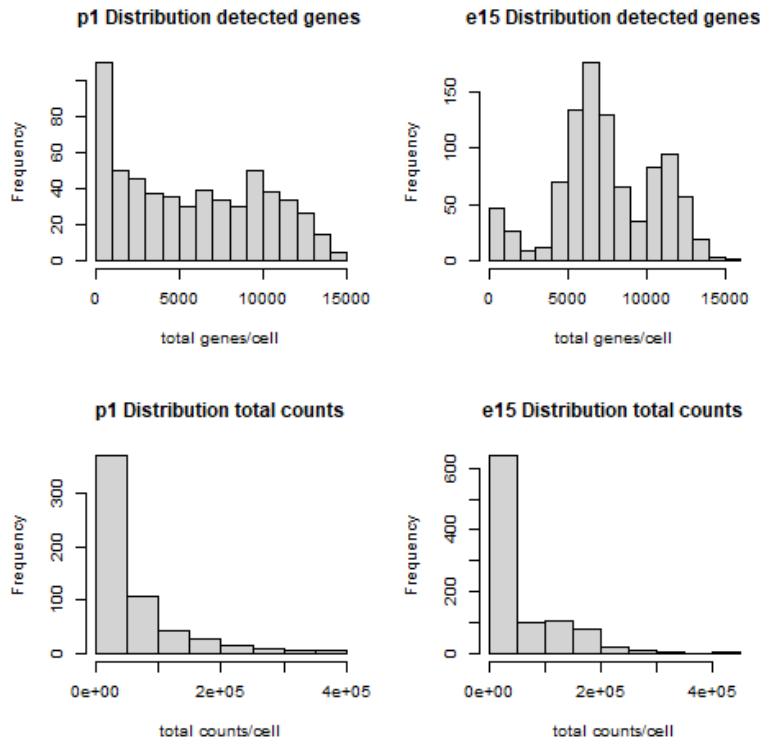 p1 Distribution detected genes
Frequency
0 20 40 60 80
0 5000 10000 15000
total genes/cell
e15 Distribution detected genes
Frequency
0 50 100 150
0 5000 10000 15000
total genes/cell
p1 Distribution total counts
Frequency
0 100 200 300
0e+00 2e+05 4e+05
total counts/cell
e15 Distribution total counts
Frequency
0 200 400 600
0e+00 2e+05 4e+05
total counts/cell